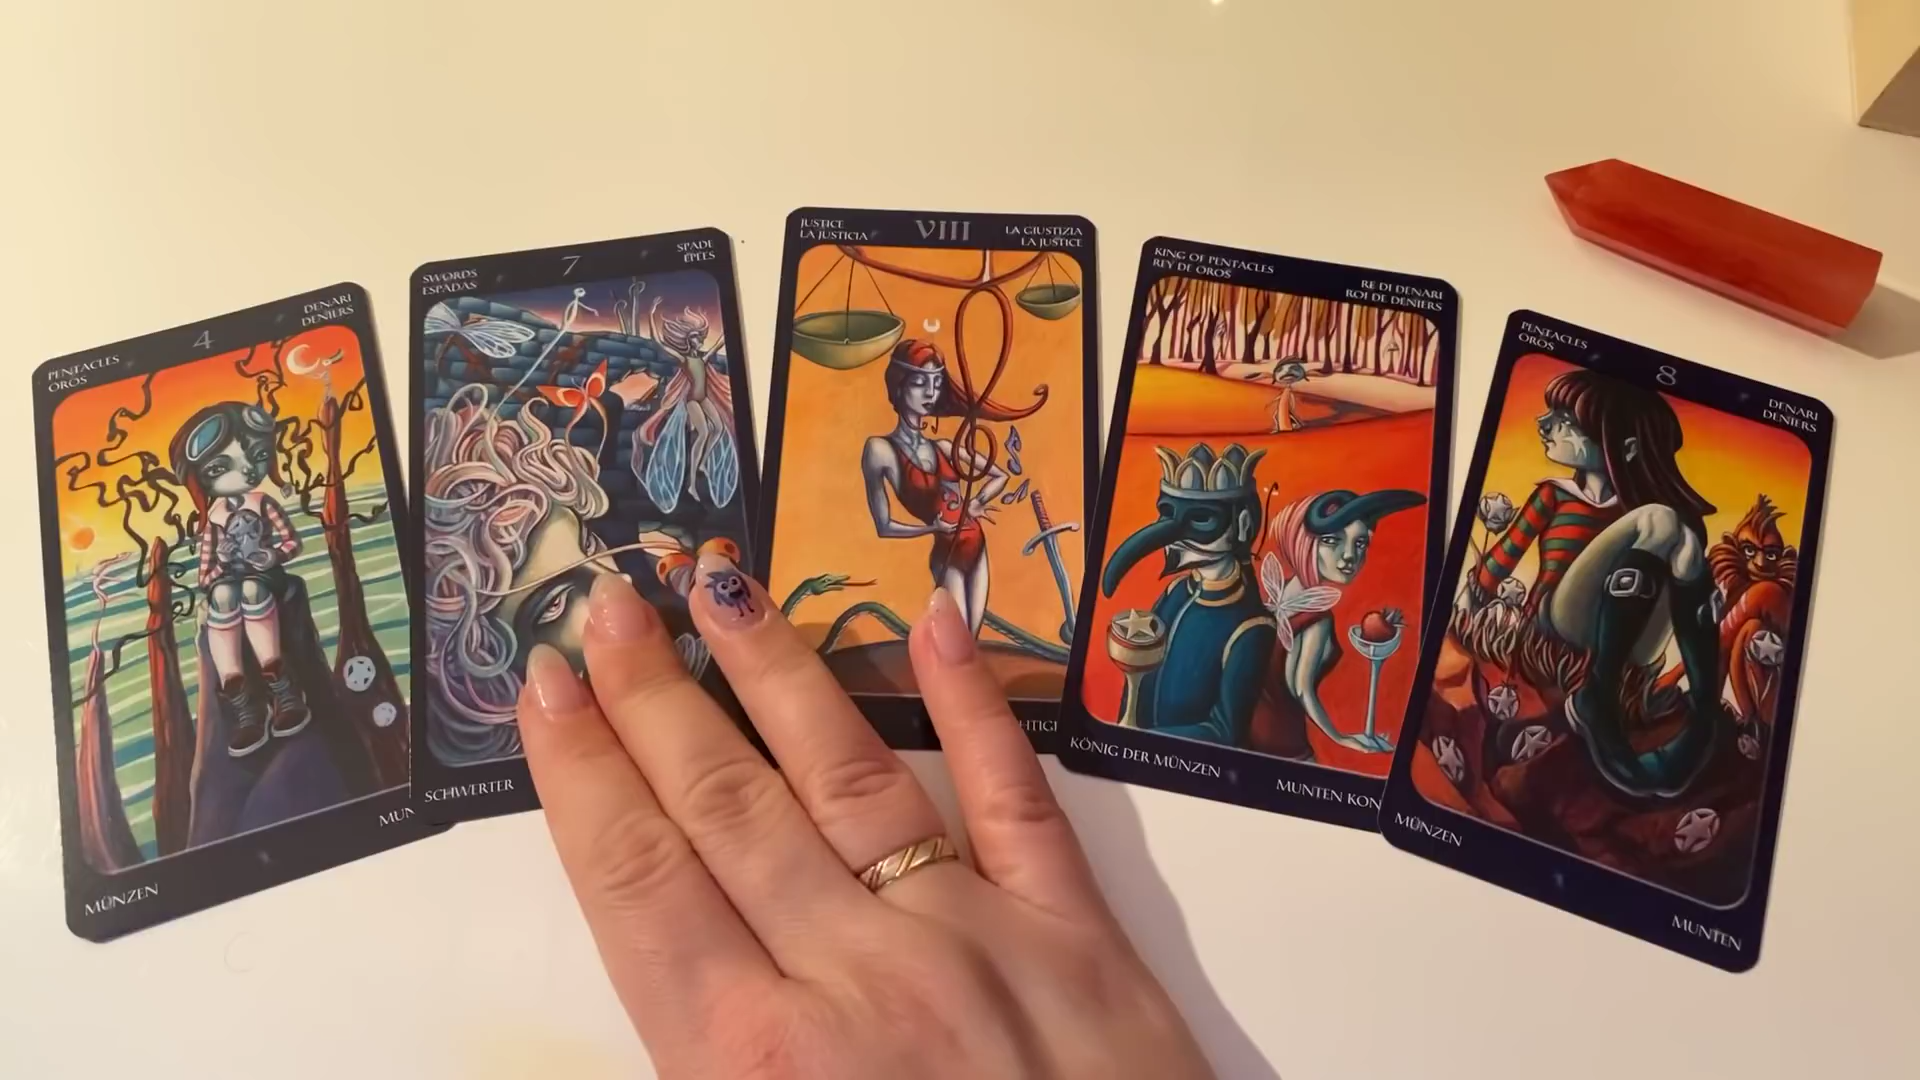 4
PENTACLES
OROS
DENARI
DENIERS
MÜNZEN
7
SWORDS
ESPADAS
SPADE
ÉPÉES
SCHWERTER
JUSTICE
LA JUSTICIA
VIII
LA GIUSTIZIA
LA JUSTICE
KING OF PENTACLES
REY DE OROS
RE DI DENARI
ROI DE DENIERS
KÖNIG DER MÜNZEN
MUNTEN KON
8
PENTACLES
OROS
DENARI
DENIERS
MÜNZEN
MUNTEN